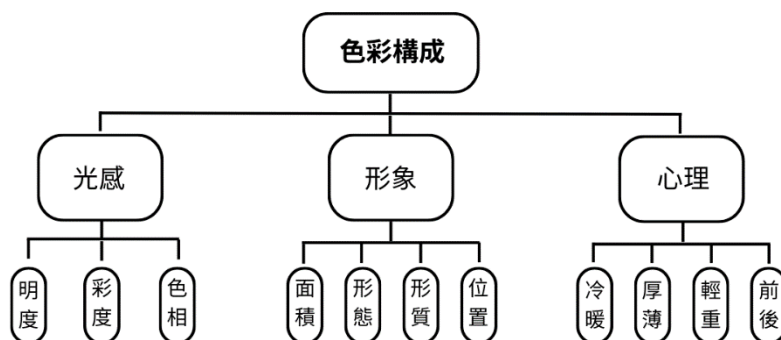 色彩構成
光感
形象
心理
明度
彩度
色相
面積
形態
形質
位置
冷暖
厚薄
輕重
前後